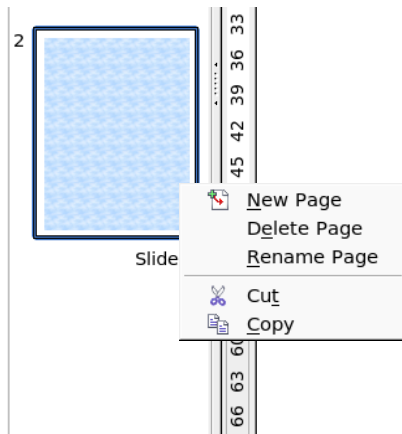 2
33
36
39
42
45
New Page
Delete Page
Rename Page
Slide
Cut
Copy
60
63
66